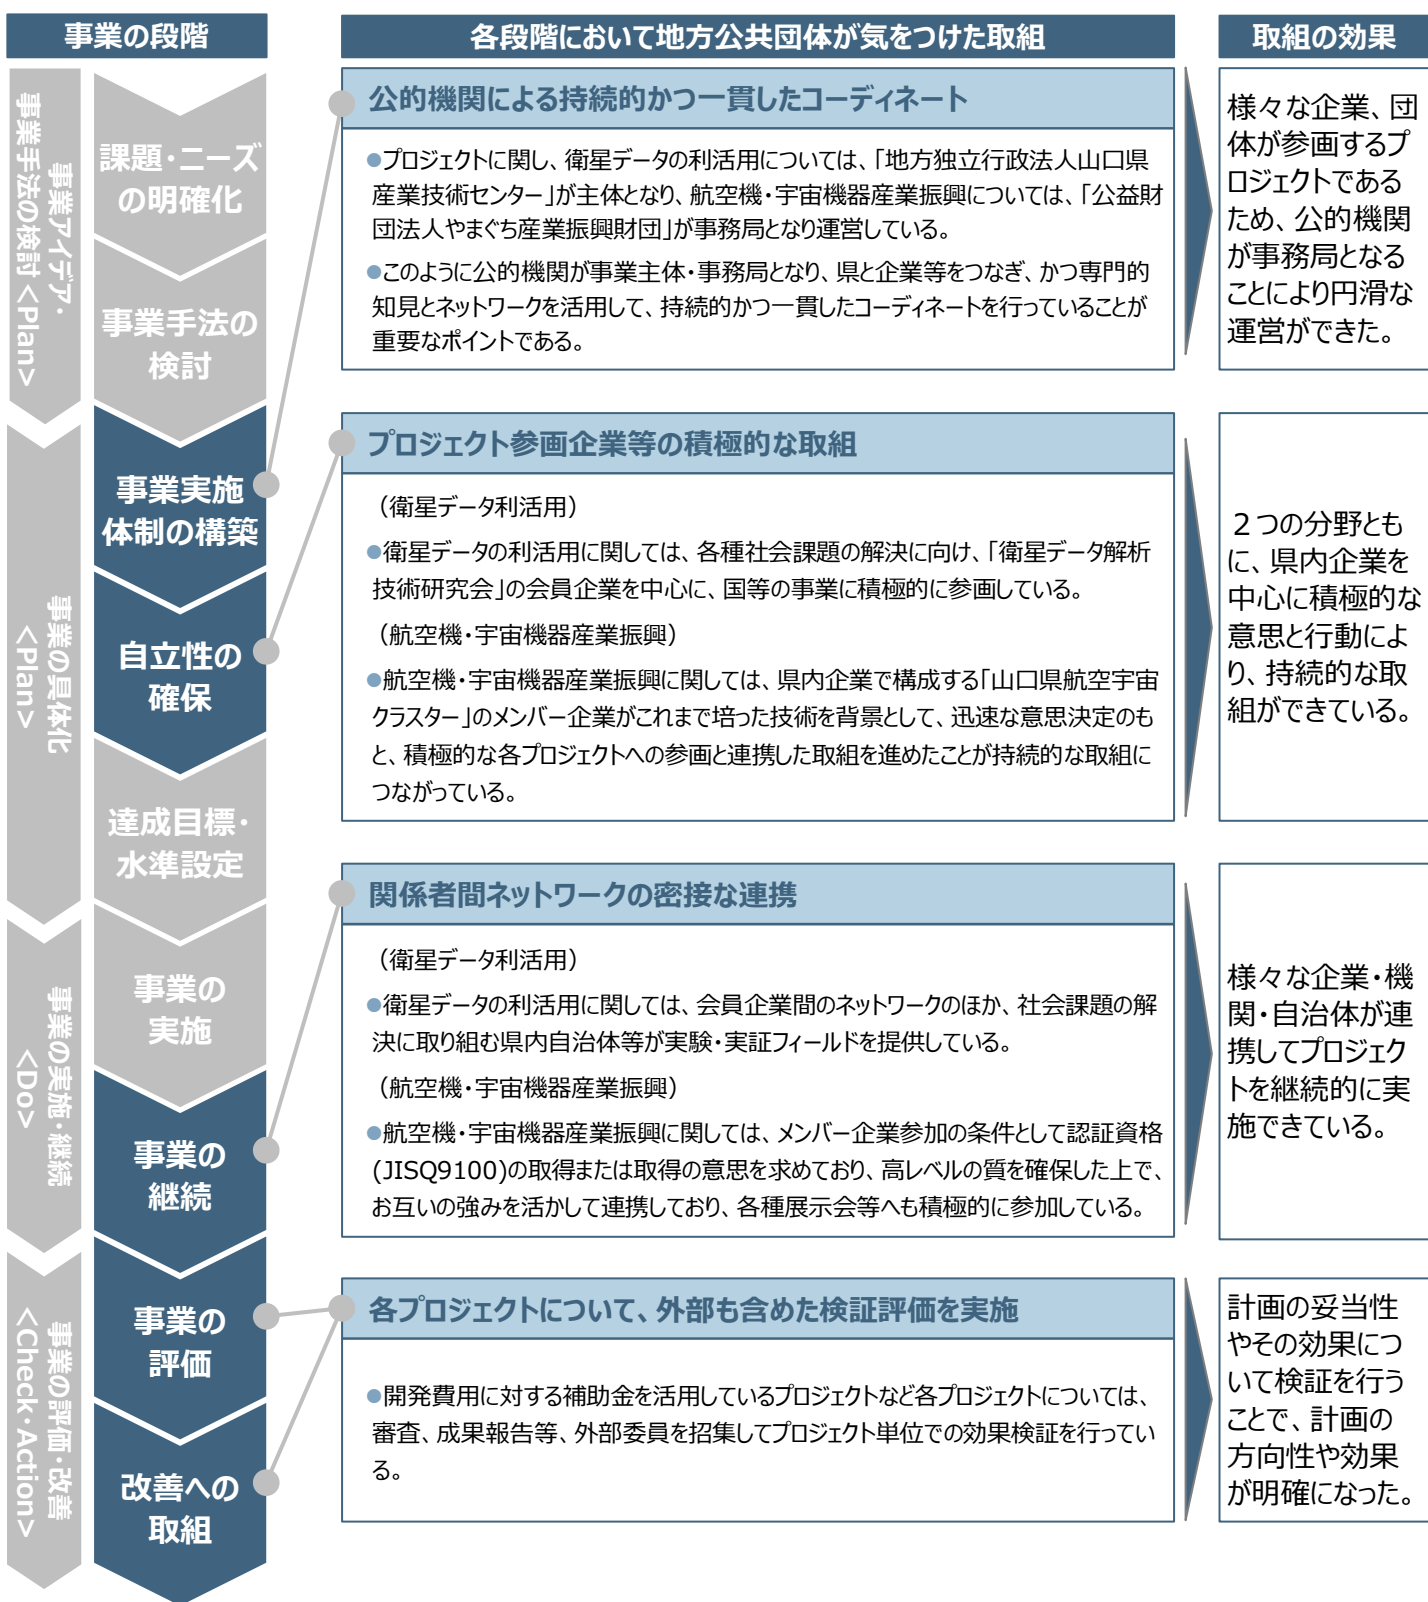 事業の段階
各段階において地方公共団体が気をつけた取組
取組の効果
事業アイデア・
事業手法の検討 <Plan>
課題・ニーズ
の明確化
事業手法の
検討
事業の具体化
<Plan>
事業実施
体制の構築
自立性の
確保
達成目標・
水準設定
事業の実施・継続
<Do>
事業の
実施
事業の
継続
事業の評価・改善
<Check・Action>
事業の
評価
改善への
取組
公的機関による持続的かつ一貫したコーディネート
●プロジェクトに関し、衛星データの利活用については、「地方独立行政法人山口県
産業技術センター」が主体となり、航空機・宇宙機器産業振興については、「公益財
団法人やまぐち産業振興財団」が事務局となり運営している。
●このように公的機関が事業主体・事務局となり、県と企業等をつなぎ、かつ専門的
知見とネットワークを活用して、持続的かつ一貫したコーディネートを行っていることが
重要なポイントである。
様々な企業、団
体が参画するプ
ロジェクトである
ため、公的機関
が事務局となる
ことにより円滑な
運営ができた。
プロジェクト参画企業等の積極的な取組
（衛星データ利活用）
●衛星データの利活用に関しては、各種社会課題の解決に向け、「衛星データ解析
技術研究会」の会員企業を中心に、国等の事業に積極的に参画している。
（航空機・宇宙機器産業振興）
●航空機・宇宙機器産業振興に関しては、県内企業で構成する「山口県航空宇宙
クラスター」のメンバー企業がこれまで培った技術を背景として、迅速な意思決定のも
と、積極的な各プロジェクトへの参画と連携した取組を進めたことが持続的な取組に
つながっている。
２つの分野とも
に、県内企業を
中心に積極的な
意思と行動によ
り、持続的な取
組ができている。
関係者間ネットワークの密接な連携
（衛星データ利活用）
●衛星データの利活用に関しては、会員企業間のネットワークのほか、社会課題の解
決に取り組む県内自治体等が実験・実証フィールドを提供している。
（航空機・宇宙機器産業振興）
●航空機・宇宙機器産業振興に関しては、メンバー企業参加の条件として認証資格
(JISQ9100)の取得または取得の意思を求めており、高レベルの質を確保した上で、
お互いの強みを活かして連携しており、各種展示会等へも積極的に参加している。
様々な企業・機
関・自治体が連
携してプロジェク
トを継続的に実
施できている。
各プロジェクトについて、外部も含めた検証評価を実施
●開発費用に対する補助金を活用しているプロジェクトなど各プロジェクトについては、
審査、成果報告等、外部委員を招集してプロジェクト単位での効果検証を行ってい
る。
計画の妥当性
やその効果につ
いて検証を行う
ことで、計画の
方向性や効果
が明確になった。